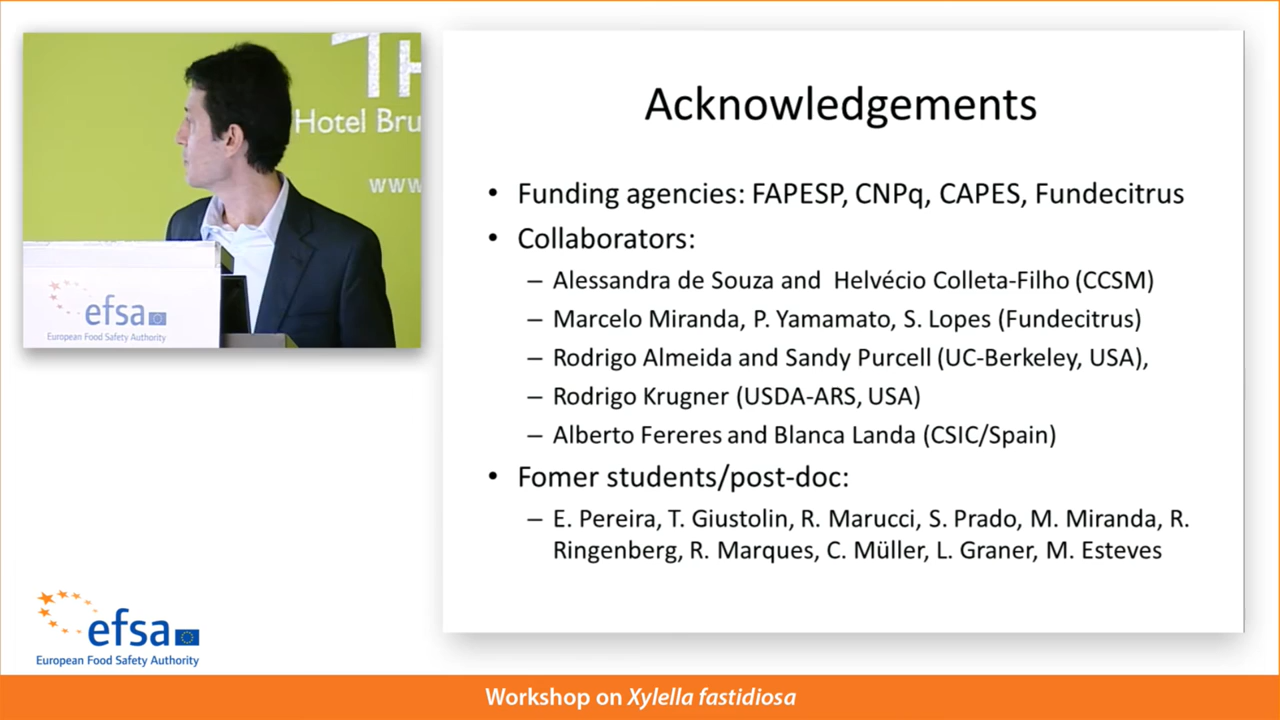 Hotel Bru
www.
efsa
European Food Safety Authority
Acknowledgements
• Funding agencies: FAPESP, CNPq, CAPES, Fundecitrus
• Collaborators:
– Alessandra de Souza and Helvécio Colleta-Filho (CCSM)
– Marcelo Miranda, P. Yamamato, S. Lopes (Fundecitrus)
– Rodrigo Almeida and Sandy Purcell (UC-Berkeley, USA),
– Rodrigo Krugner (USDA-ARS, USA)
– Alberto Fereres and Blanca Landa (CSIC/Spain)
• Fomer students/post-doc:
– E. Pereira, T. Giustolin, R. Marucci, S. Prado, M. Miranda, R.
Ringenberg, R. Marques, C. Müller, L. Graner, M. Esteves
efsa
European Food Safety Authority
Workshop on Xylella fastidiosa